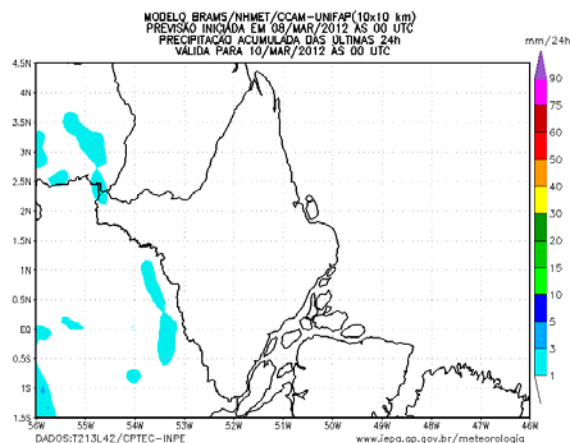 MODELO BRAMS/NHMET/CCAM-UNIFAP(10x10 km)
PREVISÃO INICIADA EM 08/MAR/2012 ÀS 00 UTC
PRECIPITAÇÃO ACUMULADA DAS ÚLTIMAS 24h
VÁLIDA PARA 10/MAR/2012 ÀS 00 UTC
mm/24h
4.5N
4N
3.5N
3N
2.5N
2N
1.5N
1N
0.5N
EQ
0.5S
1S
1.5S
56W 55W 54W 53W 52W 51W 50W 49W 48W 47W 46W
90
75
60
50
40
30
20
15
10
5
3
1
DADOS:T213L42/CPTEC-INPE
www.iepa.ap.gov.br/meteorologia